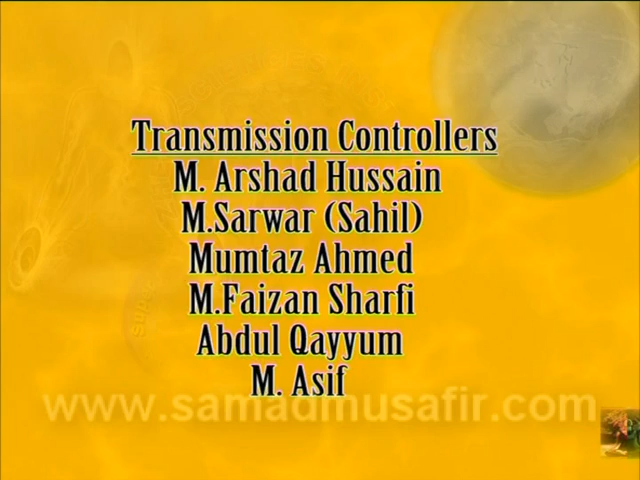 Transmission Controllers
M. Arshad Hussain
M.Sarwar (Sahil)
Mumtaz Ahmed
M.Faizan Sharfi
Abdul Qayyum
M. Asif
www.samadmusafir.com